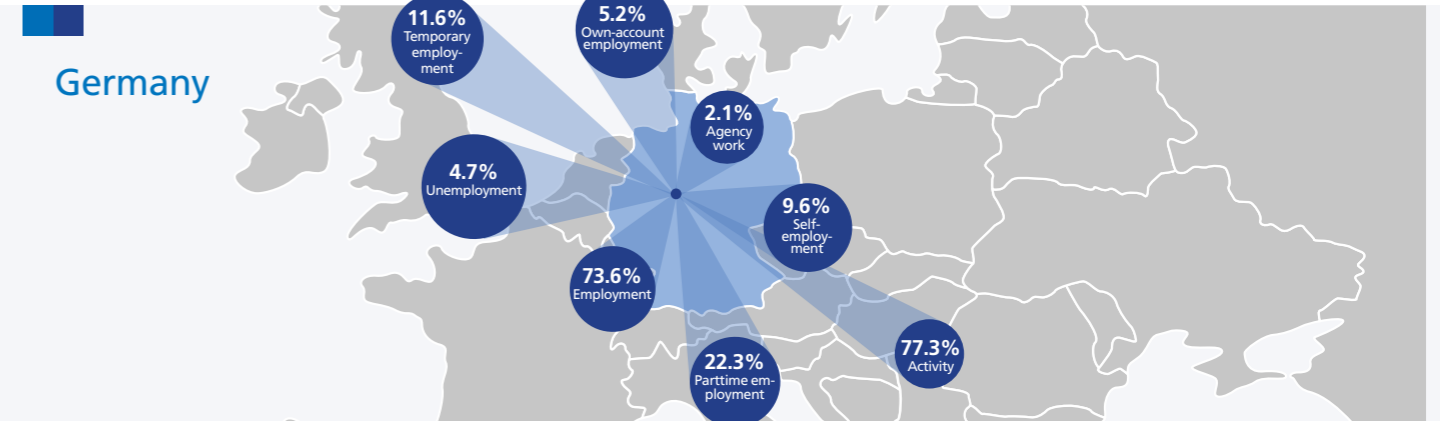 Germany
11.6%
Temporary
employ-
ment
5.2%
Own-account
employment
2.1%
Agency
work
4.7%
Unemployment
9.6%
Self-
employ-
ment
73.6%
Employment
22.3%
Parttime em-
ployment
77.3%
Activity